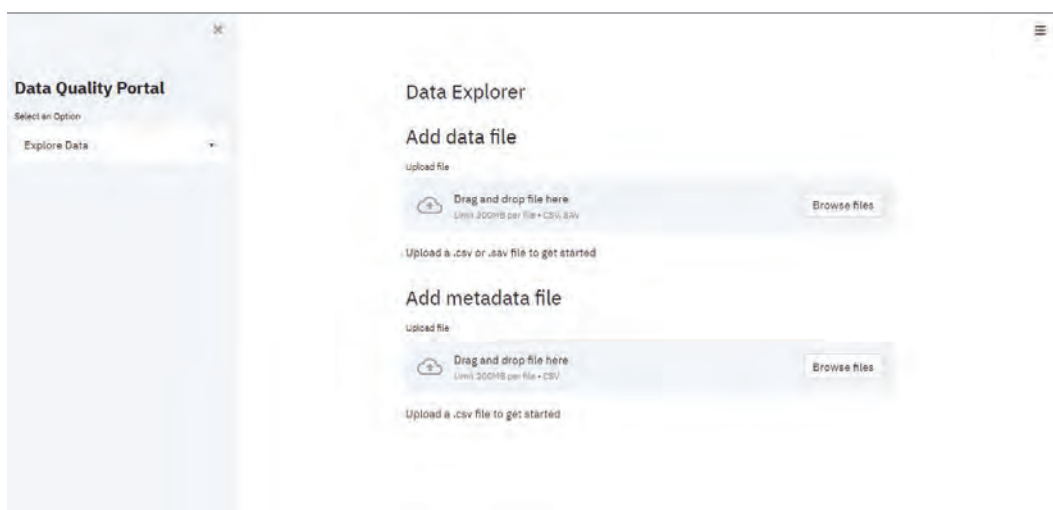 Data Quality Portal
Select an Option
Explore Data
Data Explorer
Add data file
Upload file
Drag and drop file here
Limit 200MB per file • CSV, SAV
Browse files
Upload a .csv or .sav file to get started
Add metadata file
Upload file
Drag and drop file here
Limit 200MB per file • CSV
Browse files
Upload a .csv file to get started